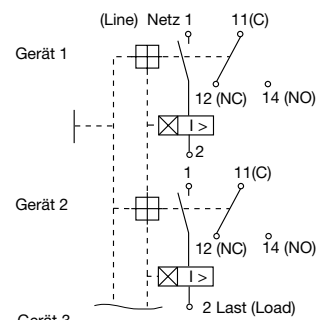 (Line) Netz 1 11(C)
Gerät 1
12 (NC) 14 (NO)
I >
2
1 11(C)
Gerät 2
12 (NC) 14 (NO)
I >
2 Last (Load)
Gerät 3